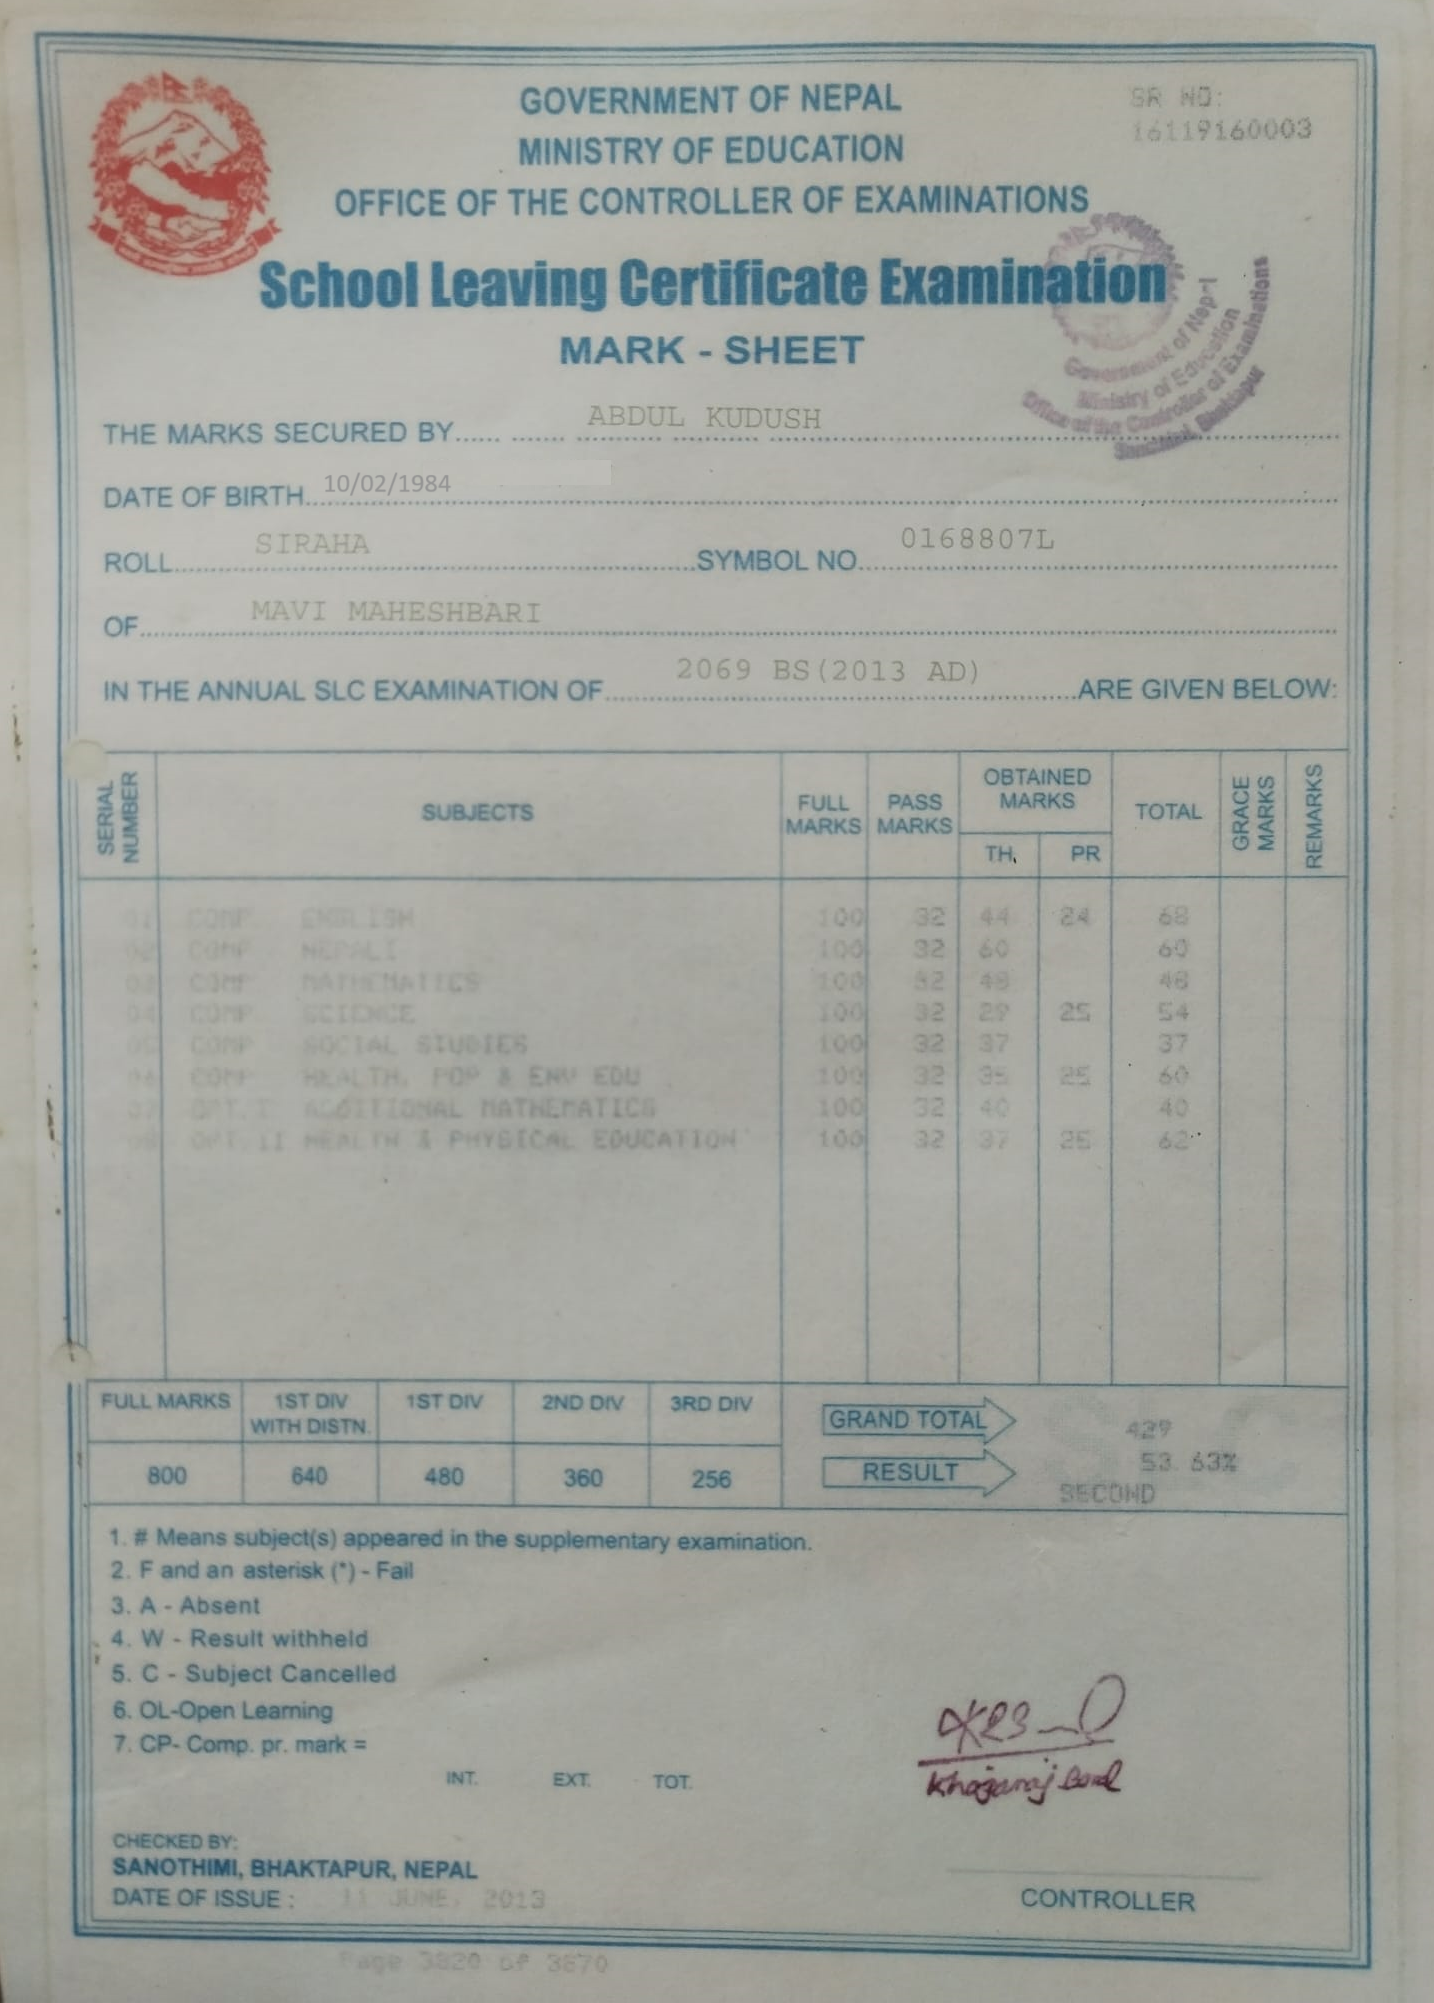 GOVERNMENT OF NEPAL
MINISTRY OF EDUCATION
OFFICE OF THE CONTROLLER OF EXAMINATIONS
SR NO:
16119160003
School Leaving Certificate Examination
MARK - SHEET
Government of Nep-l
Ministry of Education
Office of the Controller of Examinations
Sanothimi, Bhaktapur
THE MARKS SECURED BY...... ABDUL KUDUSH
DATE OF BIRTH.. 10/02/1984
ROLL SIRAHA SYMBOL NO. 0168807L
OF MAVI MAHESHBARI
IN THE ANNUAL SLC EXAMINATION OF 2069 BS(2013 AD) ARE GIVEN BELOW:
SERIAL NUMBER SUBJECTS FULL MARKS PASS MARKS OBTAINED MARKS TH. PR TOTAL GRACE MARKS REMARKS
01 COMP. ENGLISH 100 32 44 24 68
02 COMP NEPALI 100 32 60 60
03 COMP MATHEMATICS 100 32 48 48
04 COMP. SCIENCE 100 32 29 25 54
05 COMP SOCIAL STUDIES 100 32 37 37
06 COMP HEALTH, POP & ENV EDU 100 32 35 25 60
07 OPT.I ADDITIONAL MATHEMATICS 100 32 40 40
08 OPT.II HEALTH & PHYSICAL EDUCATION 100 32 37 25 62
FULL MARKS 1ST DIV WITH DISTN. 1ST DIV 2ND DIV 3RD DIV
800 640 480 360 256
GRAND TOTAL 429
53.63%
RESULT SECOND
1. # Means subject(s) appeared in the supplementary examination.
2. F and an asterisk (*) - Fail
3. A - Absent
4. W - Result withheld
5. C - Subject Cancelled
6. OL-Open Learning
7. CP- Comp. pr. mark =
INT. EXT. TOT.
Khagaraj Baral
CHECKED BY:
SANOTHIMI, BHAKTAPUR, NEPAL
DATE OF ISSUE : 11 JUNE, 2013
CONTROLLER
Page 3820 of 3870